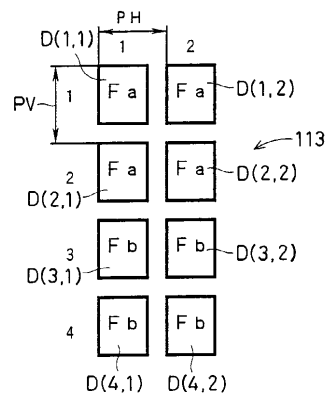 PH
D(1,1) 1 2
1 Fa Fa D(1,2)
PV
113
2 Fa Fa D(2,2)
D(2,1)
3 Fb Fb D(3,2)
D(3,1)
4 Fb Fb
D(4,1) D(4,2)